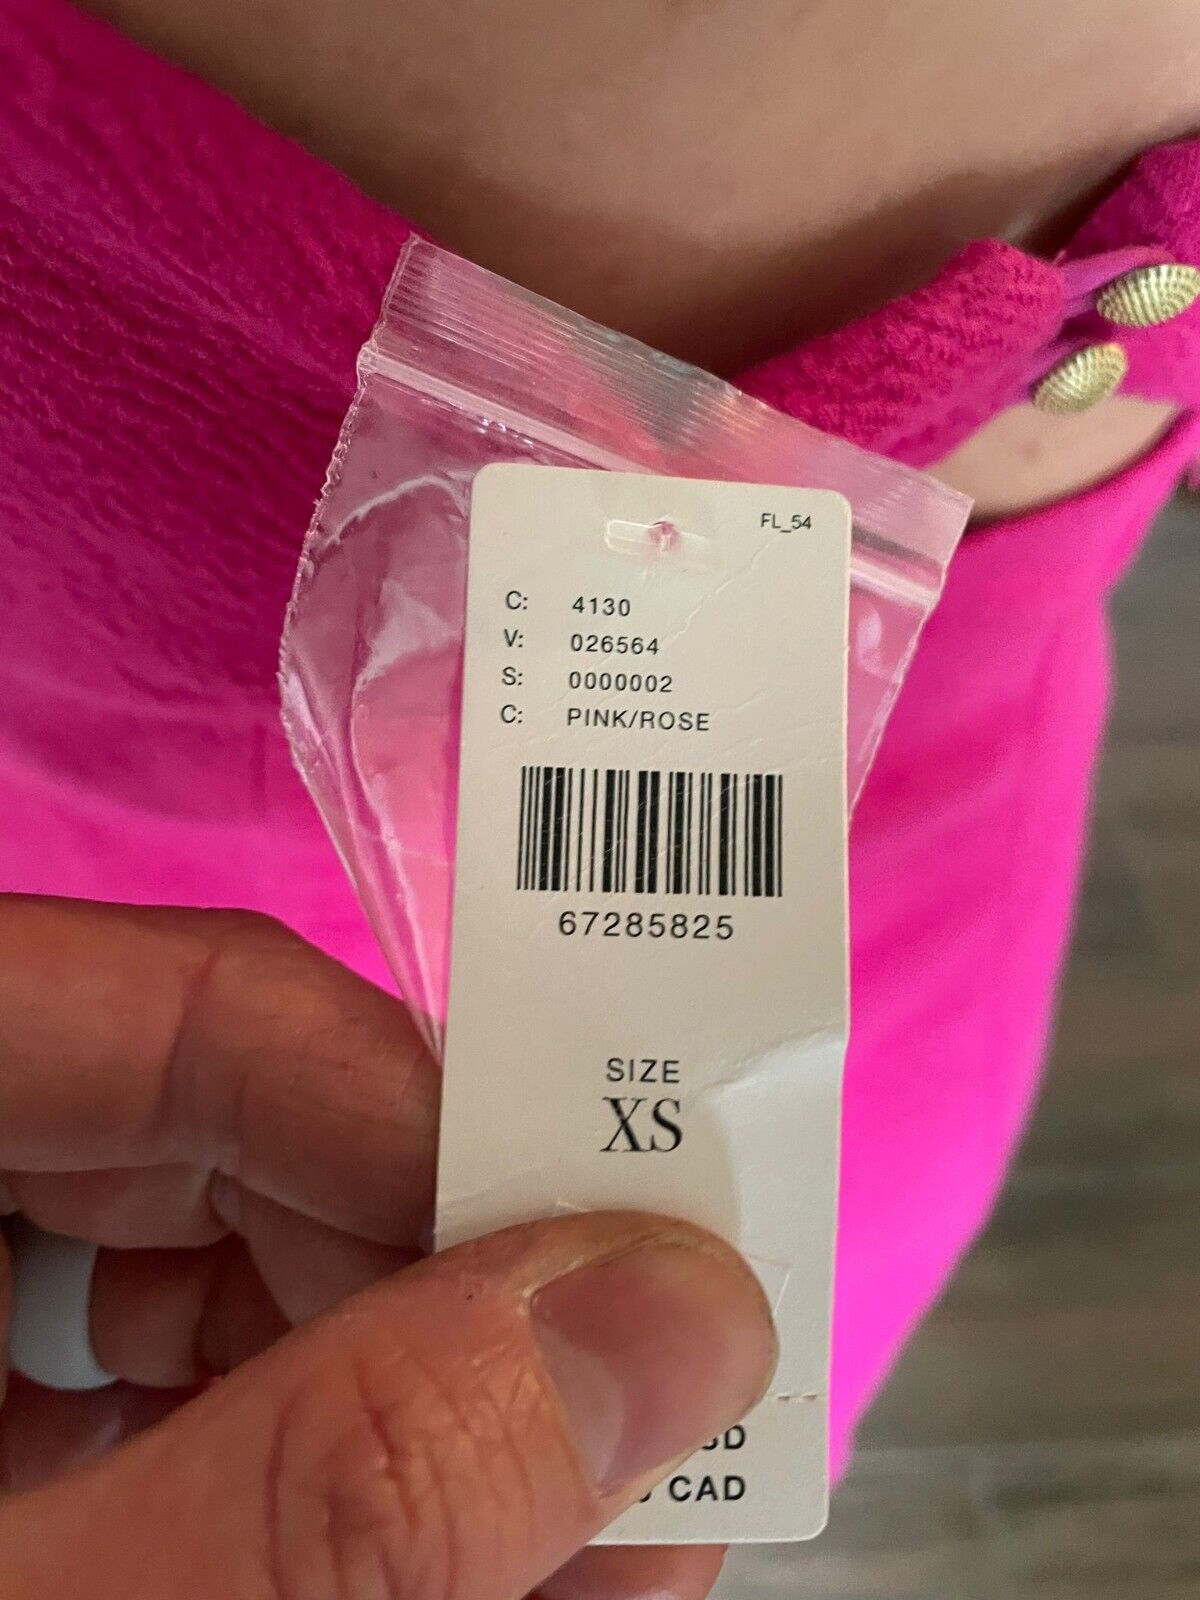 FL_54
C: 4130
V: 026564
S: 0000002
C: PINK/ROSE
67285825
SIZE
XS
CAD